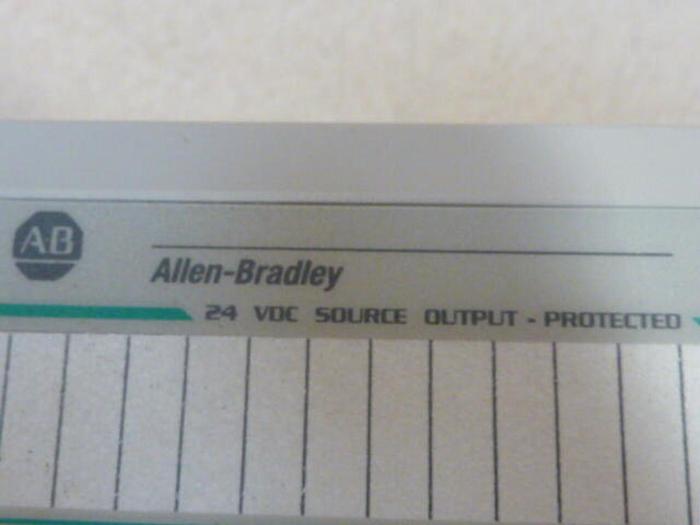 AB
Allen-Bradley
24 VDC SOURCE OUTPUT - PROTECTED